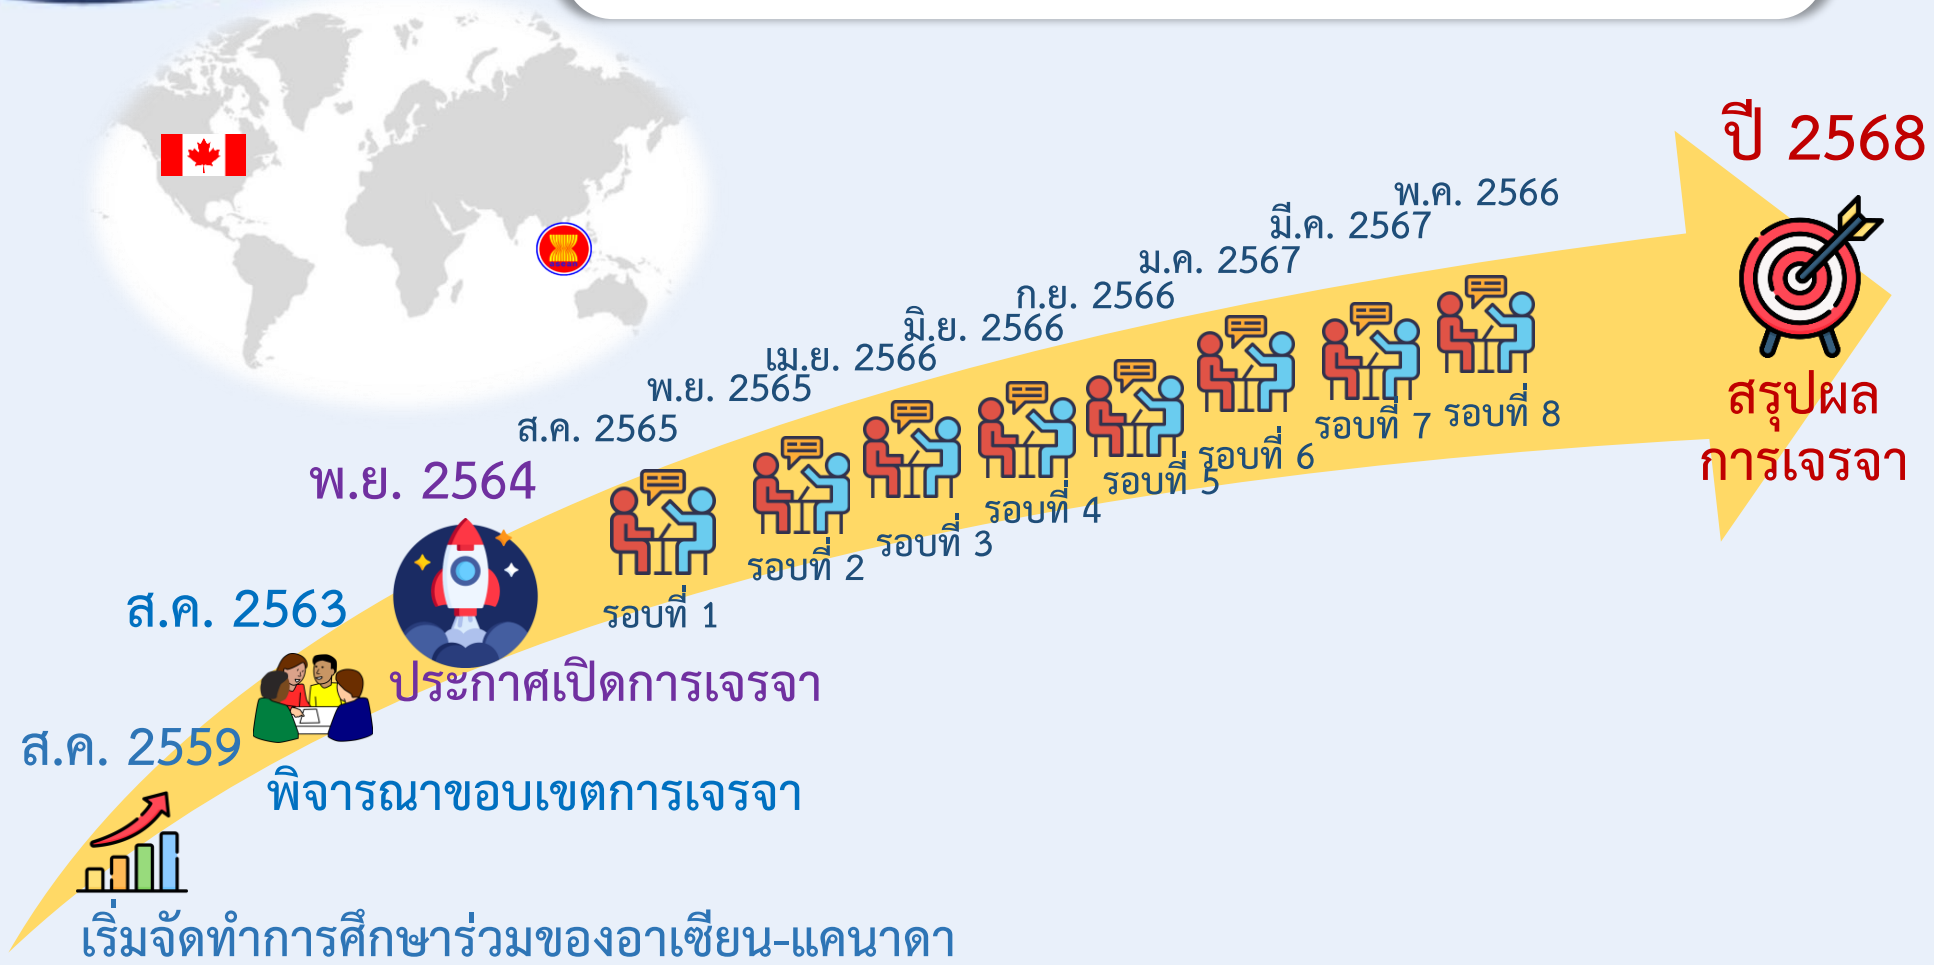 ปี 2568
พ.ค. 2566
มี.ค. 2567
ม.ค. 2567
ก.ย. 2566
มิ.ย. 2566
เม.ย. 2566
พ.ย. 2565
ส.ค. 2565
พ.ย. 2564
ส.ค. 2563
ส.ค. 2559
สรุปผล
การเจรจา
รอบที่ 8
รอบที่ 7
รอบที่ 6
รอบที่ 5
รอบที่ 4
รอบที่ 3
รอบที่ 2
รอบที่ 1
ประกาศเปิดการเจรจา
พิจารณาขอบเขตการเจรจา
เริ่มจัดทำการศึกษาร่วมของอาเซียน-แคนาดา